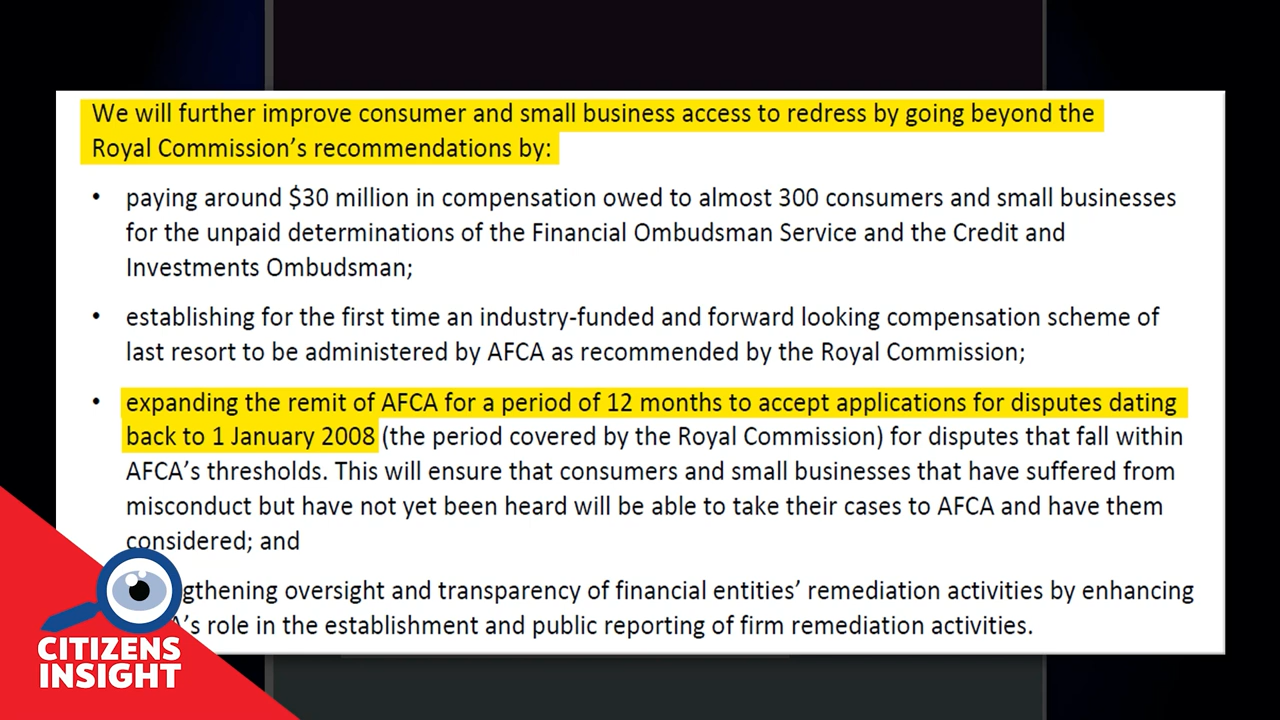 We will further improve consumer and small business access to redress by going beyond the
Royal Commission’s recommendations by:
• paying around $30 million in compensation owed to almost 300 consumers and small businesses
for the unpaid determinations of the Financial Ombudsman Service and the Credit and
Investments Ombudsman;
• establishing for the first time an industry-funded and forward looking compensation scheme of
last resort to be administered by AFCA as recommended by the Royal Commission;
• expanding the remit of AFCA for a period of 12 months to accept applications for disputes dating
back to 1 January 2008 (the period covered by the Royal Commission) for disputes that fall within
AFCA’s thresholds. This will ensure that consumers and small businesses that have suffered from
misconduct but have not yet been heard will be able to take their cases to AFCA and have them
considered; and
gthening oversight and transparency of financial entities’ remediation activities by enhancing
A’s role in the establishment and public reporting of firm remediation activities.
CITIZENS
INSIGHT